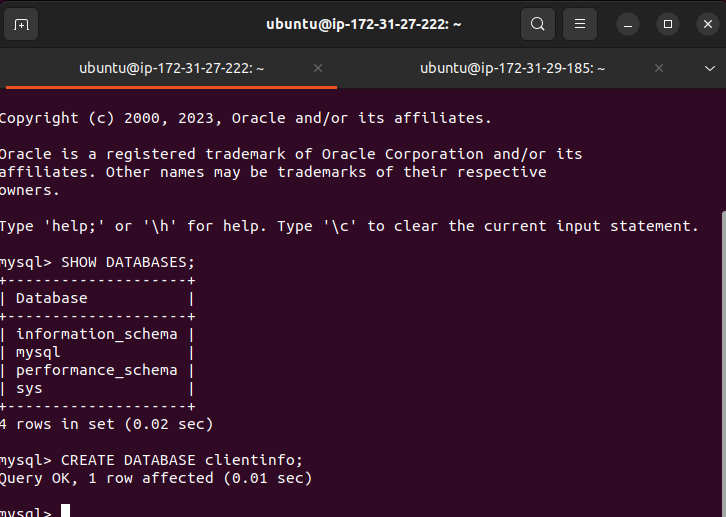 ubuntu@ip-172-31-27-222: ~
ubuntu@ip-172-31-27-222: ~ × ubuntu@ip-172-31-29-185: ~ ×
Copyright (c) 2000, 2023, Oracle and/or its affiliates.
Oracle is a registered trademark of Oracle Corporation and/or its
affiliates. Other names may be trademarks of their respective
owners.
Type 'help;' or '\h' for help. Type '\c' to clear the current input statement.
mysql> SHOW DATABASES;
+--------------------+
| Database           |
+--------------------+
| information_schema |
| mysql              |
| performance_schema |
| sys                |
+--------------------+
4 rows in set (0.02 sec)
mysql> CREATE DATABASE clientinfo;
Query OK, 1 row affected (0.01 sec)
mysql>